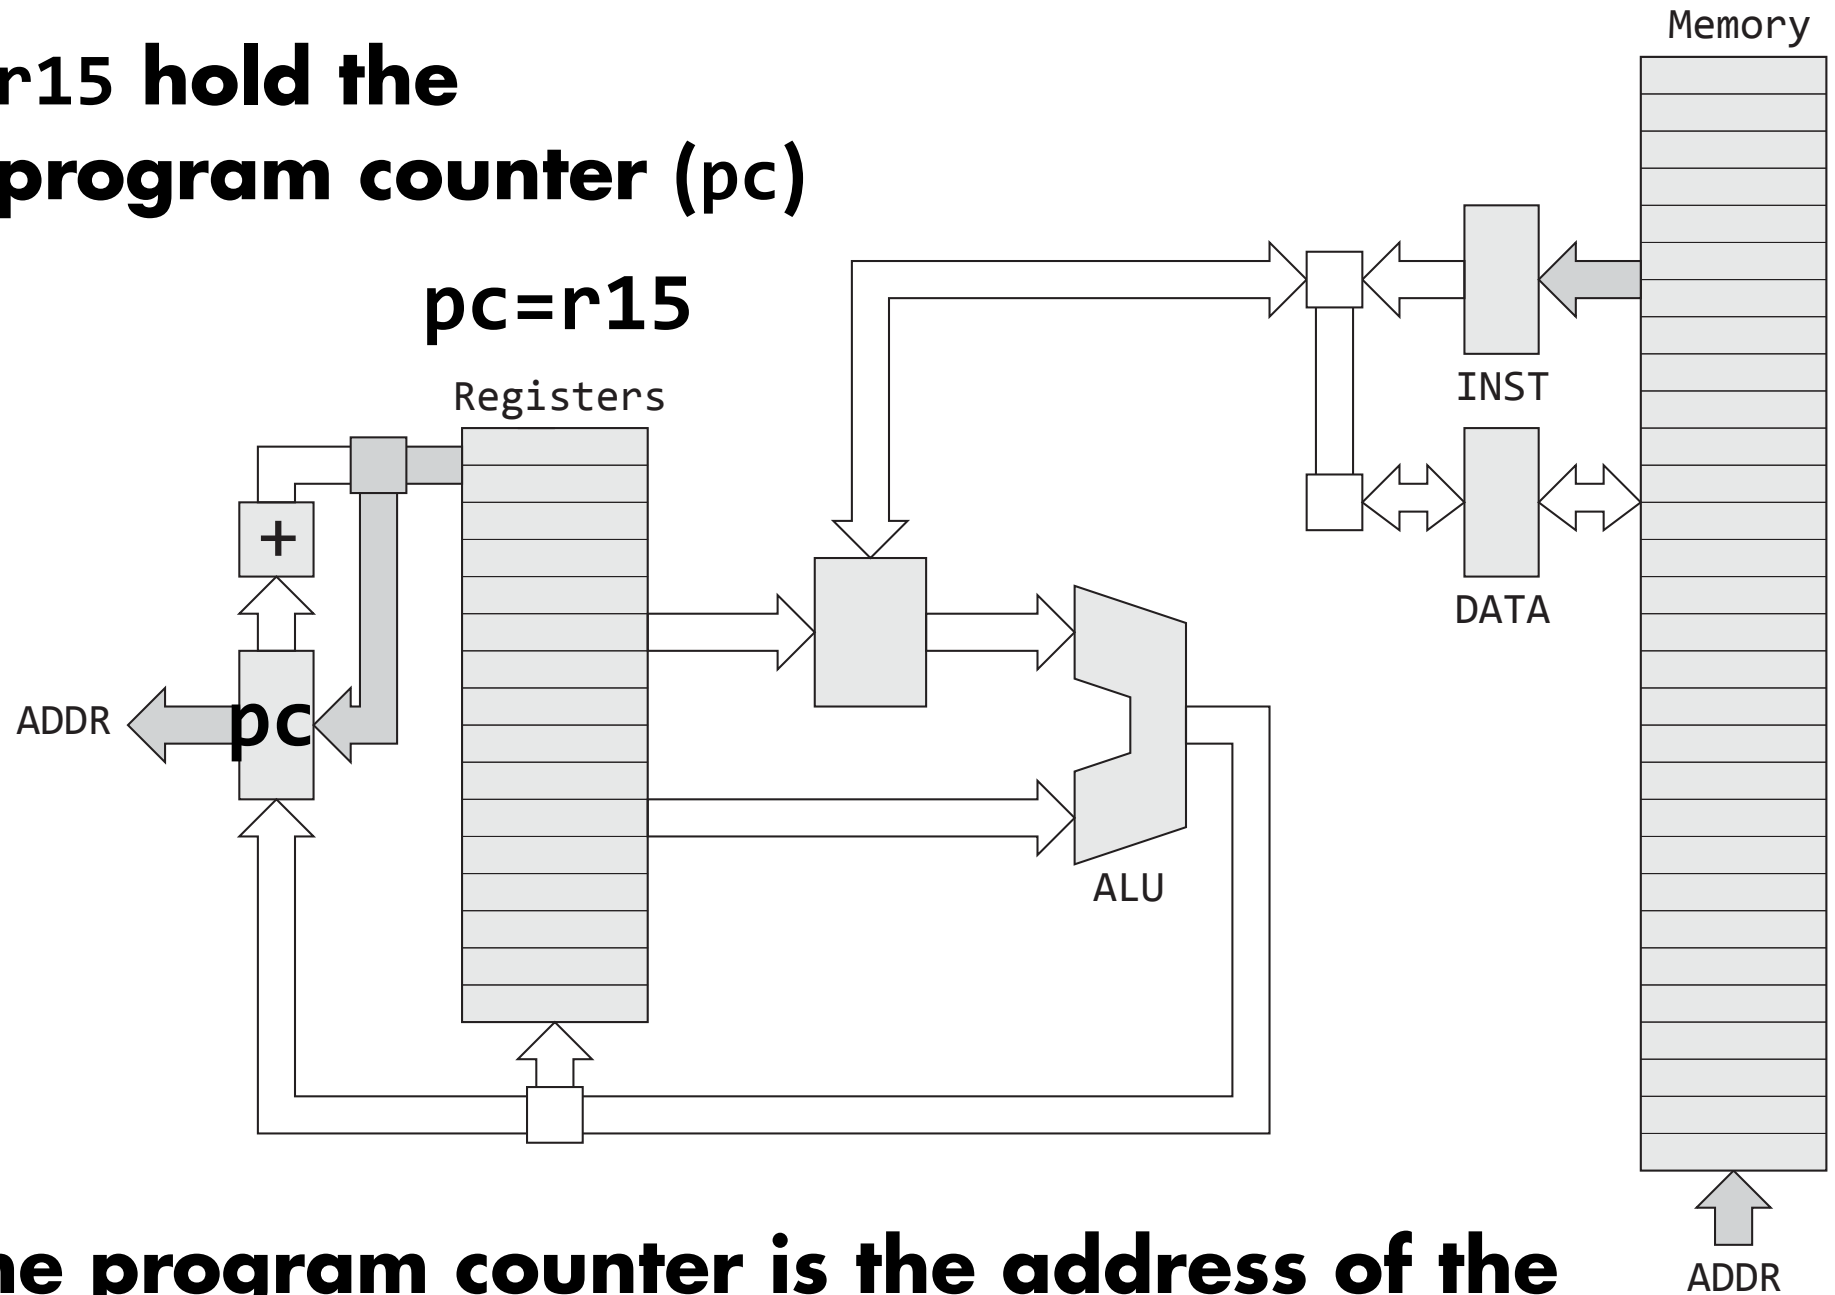 Memory
r15 hold the
program counter (pc)
pc=r15
Registers
INST
+
DATA
ADDR
pc
ALU
he program counter is the address of the
ADDR